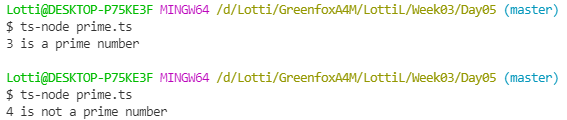 Lotti@DESKTOP-P75KE3F MINGW64 /d/Lotti/GreenfoxA4M/LottiL/Week03/Day05 (master)
$ ts-node prime.ts
3 is a prime number
Lotti@DESKTOP-P75KE3F MINGW64 /d/Lotti/GreenfoxA4M/LottiL/Week03/Day05 (master)
$ ts-node prime.ts
4 is not a prime number